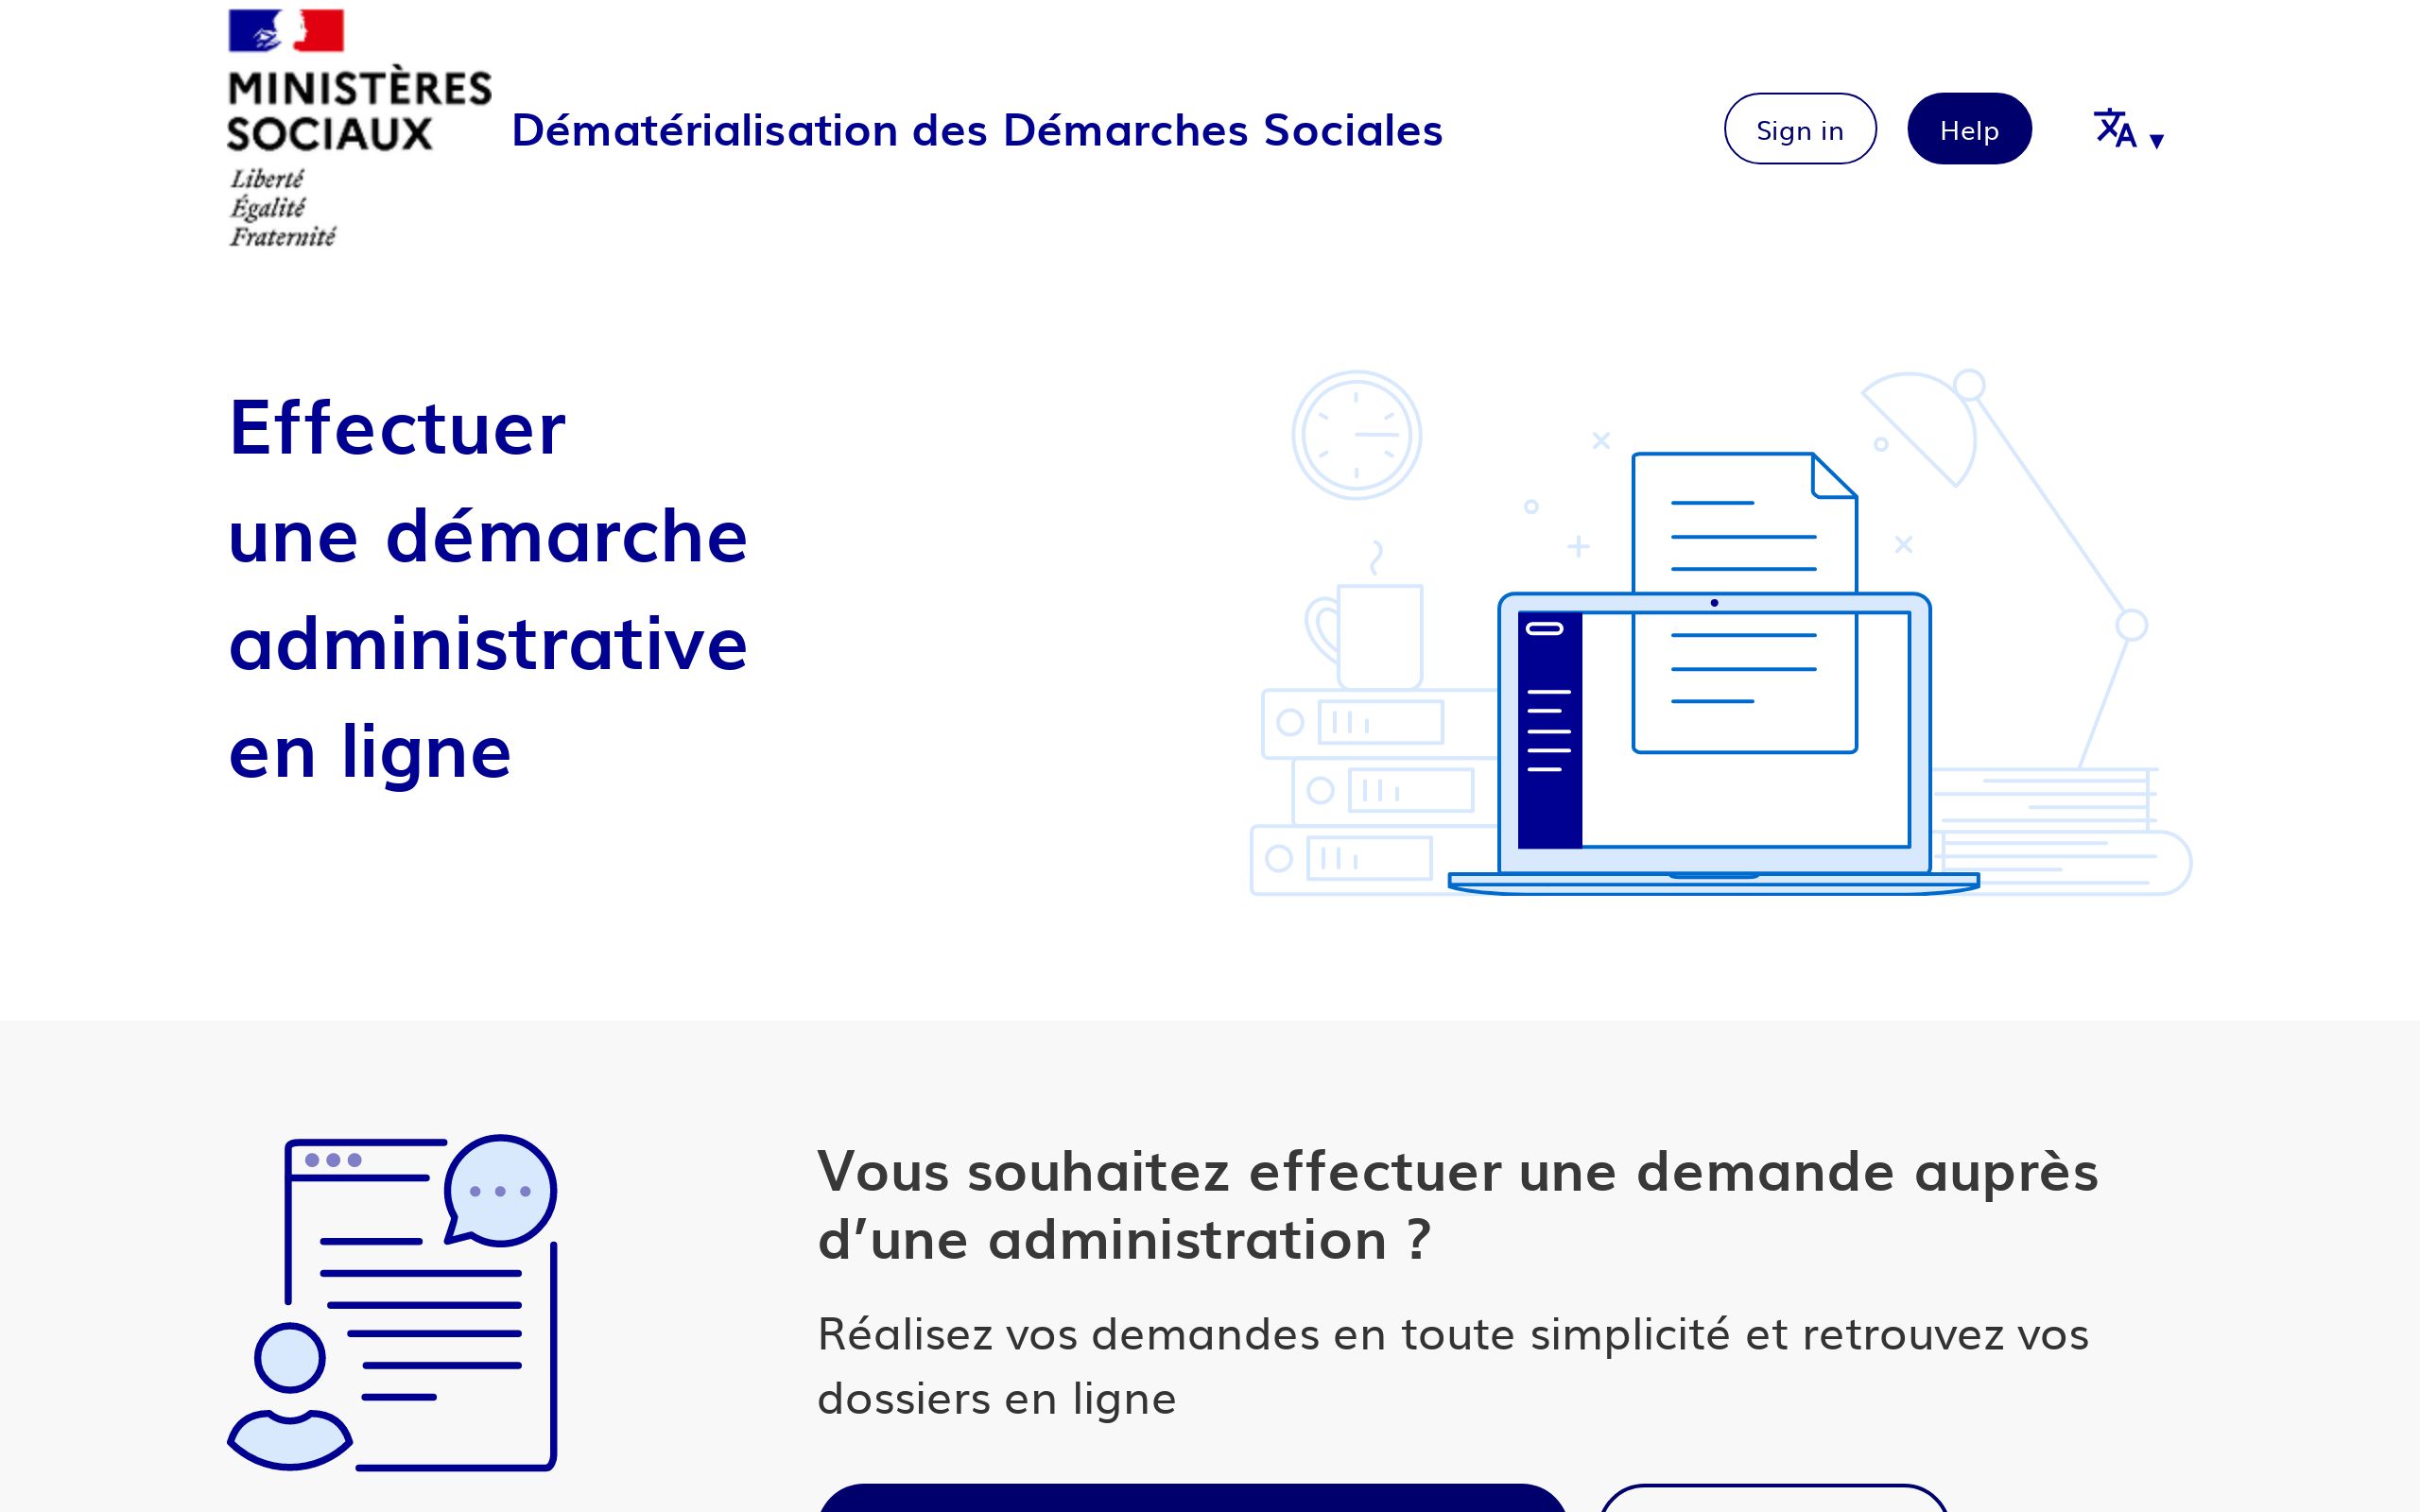 MINISTÈRES
SOCIAUX
Liberté
Égalité
Fraternité
Dématérialisation des Démarches Sociales
Sign in
Help
Effectuer
une démarche
administrative
en ligne
Vous souhaitez effectuer une demande auprès
d’une administration ?
Réalisez vos demandes en toute simplicité et retrouvez vos
dossiers en ligne